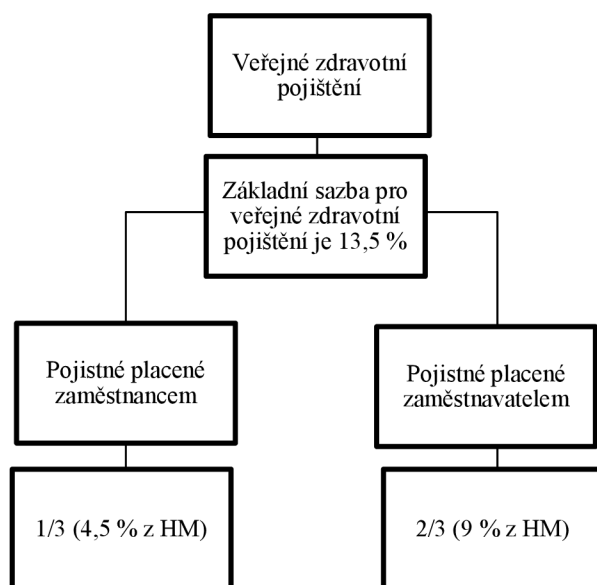 Veřejné zdravotní
pojištění
Základní sazba pro
veřejné zdravotní
pojištění je 13,5 %
Pojistné placené
zaměstnancem
Pojistné placené
zaměstnavatelem
1/3 (4,5 % z HM)
2/3 (9 % z HM)